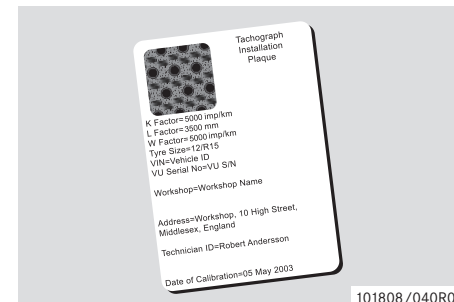 Tachograph
Installation
Plaque
K Factor=5000 imp/km
L Factor=3500 mm
W Factor=5000 imp/km
Tyre Size=12/R15
VIN=Vehicle ID
VU Serial No=VU S/N
Workshop=Workshop Name
Address=Workshop, 10 High Street,
Middlesex, England
Technician ID=Robert Andersson
Date of Calibration=05 May 2003
101808/040R0